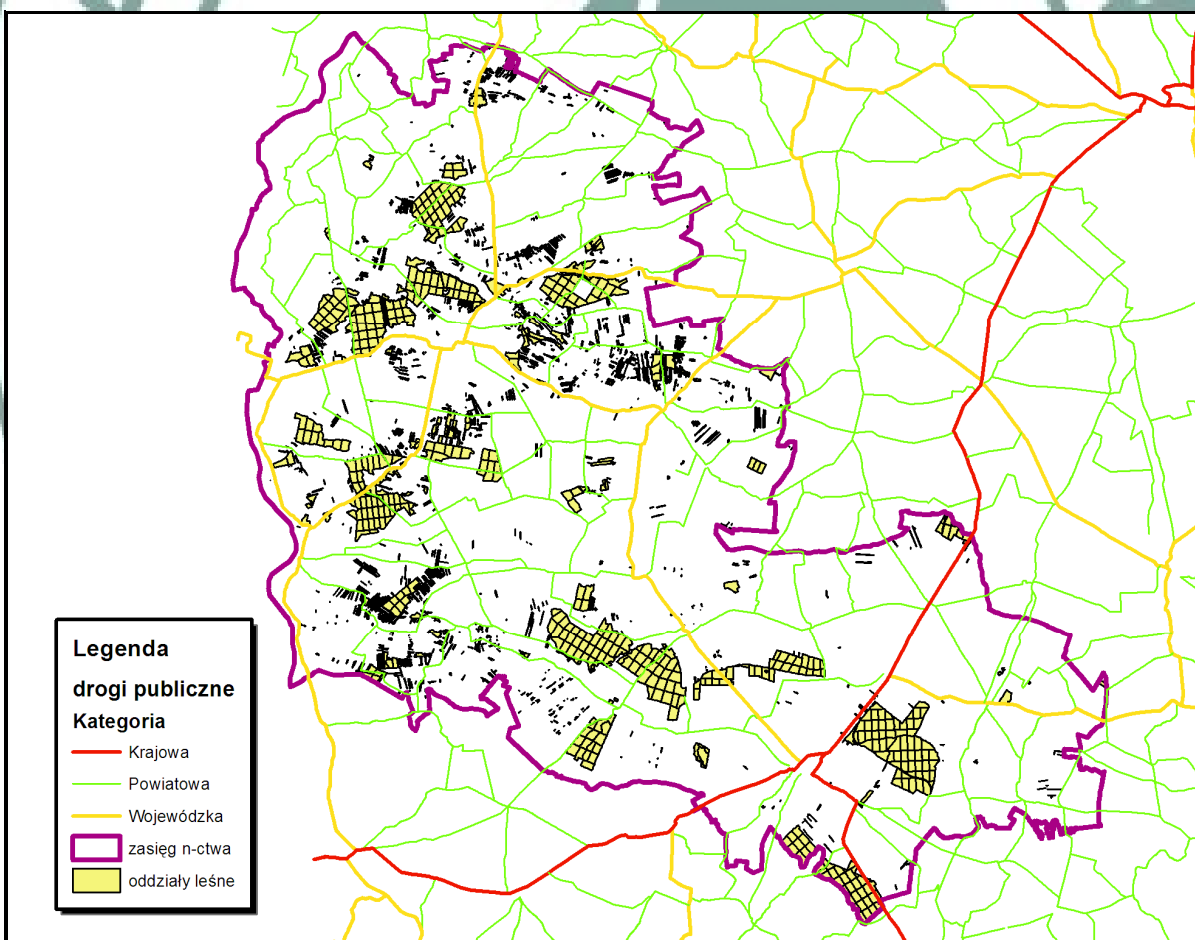 Legenda
drogi publiczne
Kategoria
Krajowa
Powiatowa
Wojewódzka
zasięg n-ctwa
oddziały leśne